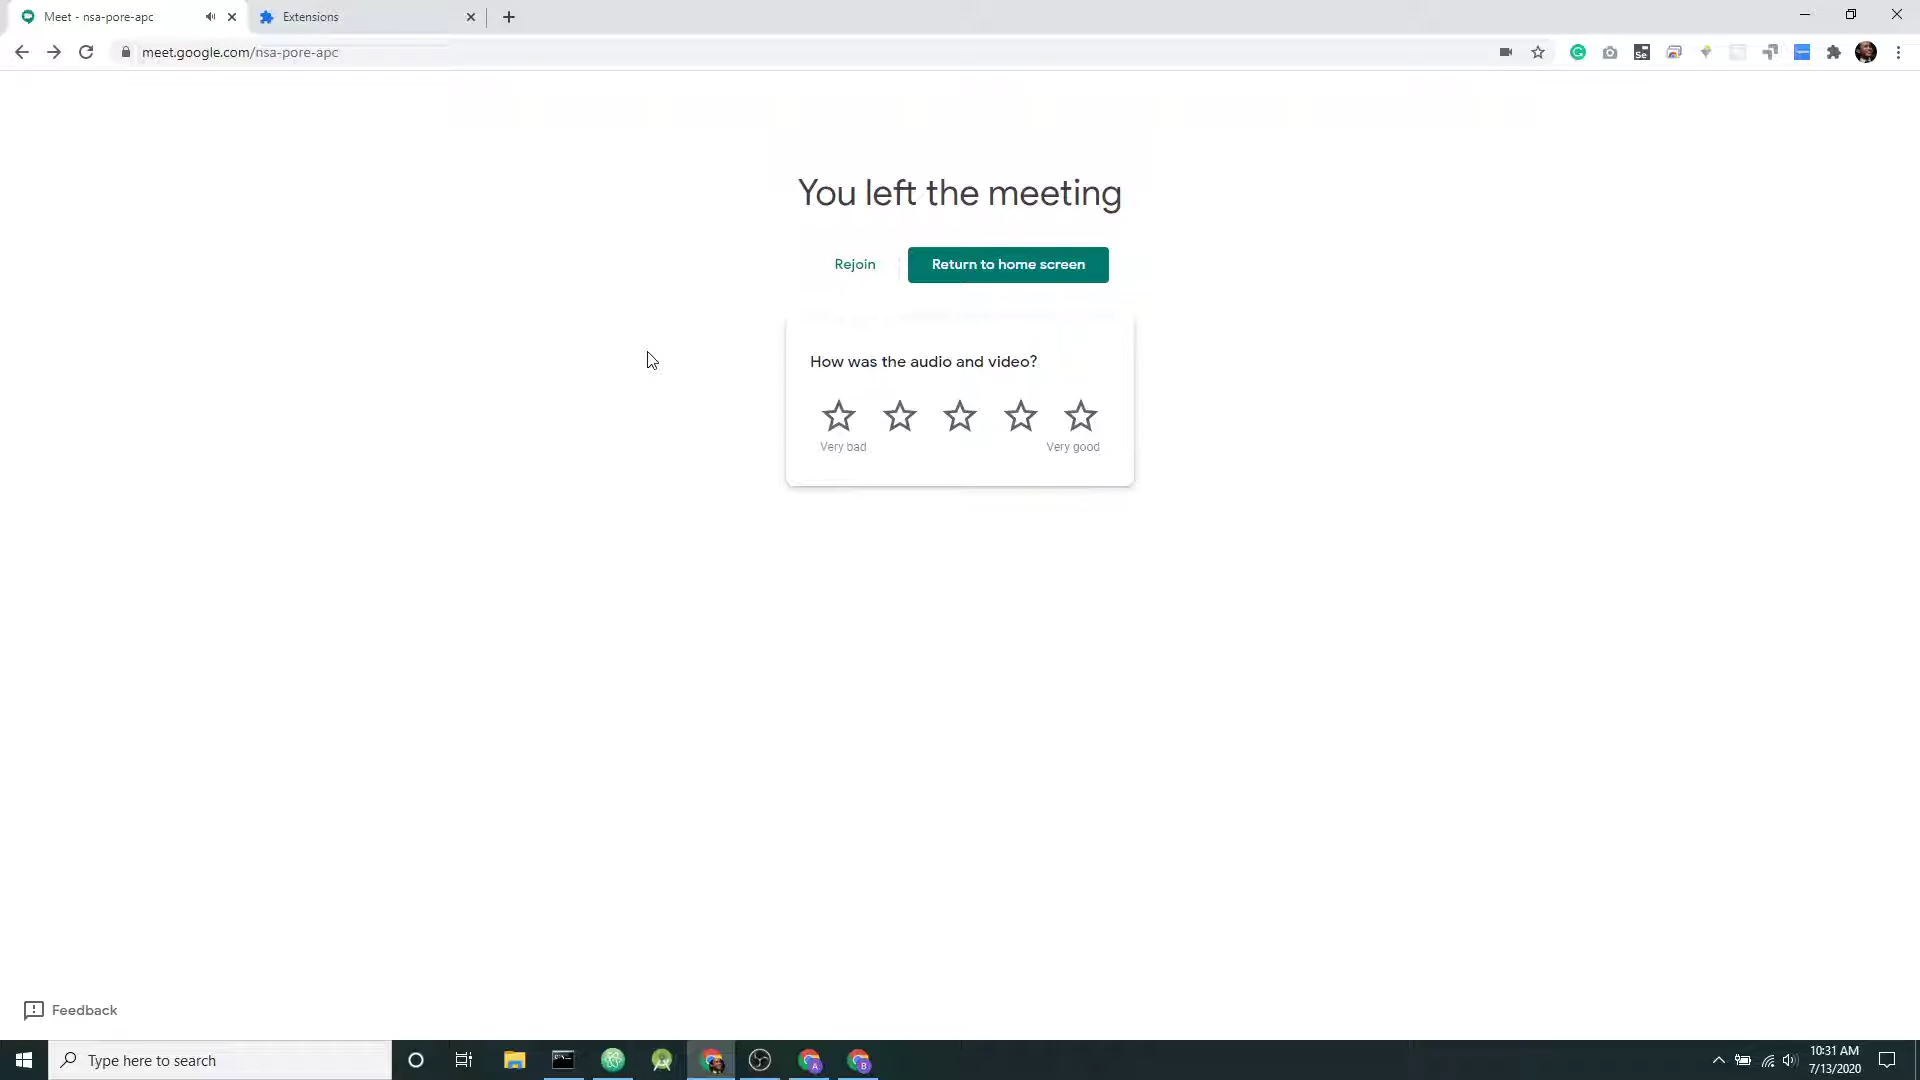 Meet - nsa-pore-apc
Extensions
meet.google.com/nsa-pore-apc
Se
You left the meeting
Rejoin
Return to home screen
How was the audio and video?
Very bad
Very good
Feedback
Type here to search
A
B
10:31 AM
7/13/2020